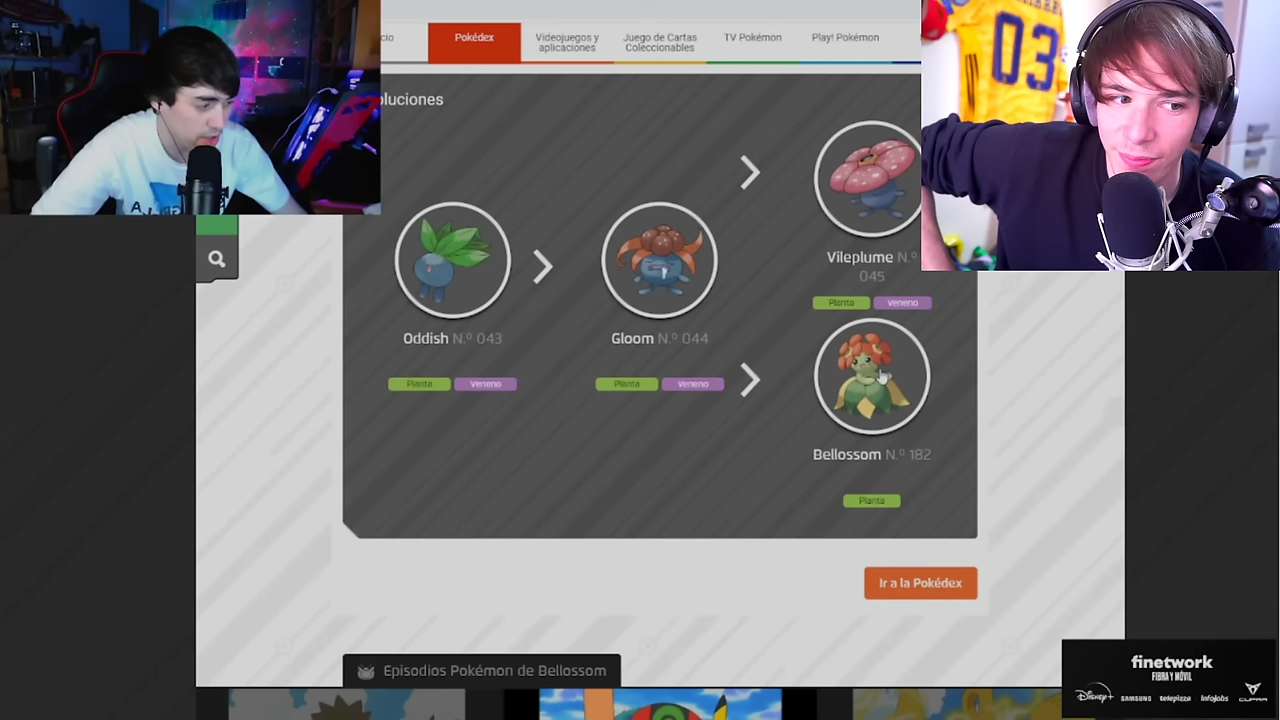 cio
Pokédex
Videojuegos y
aplicaciones
Juego de Cartas
Coleccionables
TV Pokémon
Play! Pokémon
03
oluciones
Oddish N.º 043
Planta Veneno
Gloom N.º 044
Planta Veneno
Vileplume N.º
045
Planta Veneno
Bellossom N.º 182
Planta
Ir a la Pokédex
Episodios Pokémon de Bellossom
finetwork
FIBRA Y MÓVIL
Disney+ SAMSUNG telepizza InfoJobs CUPRA